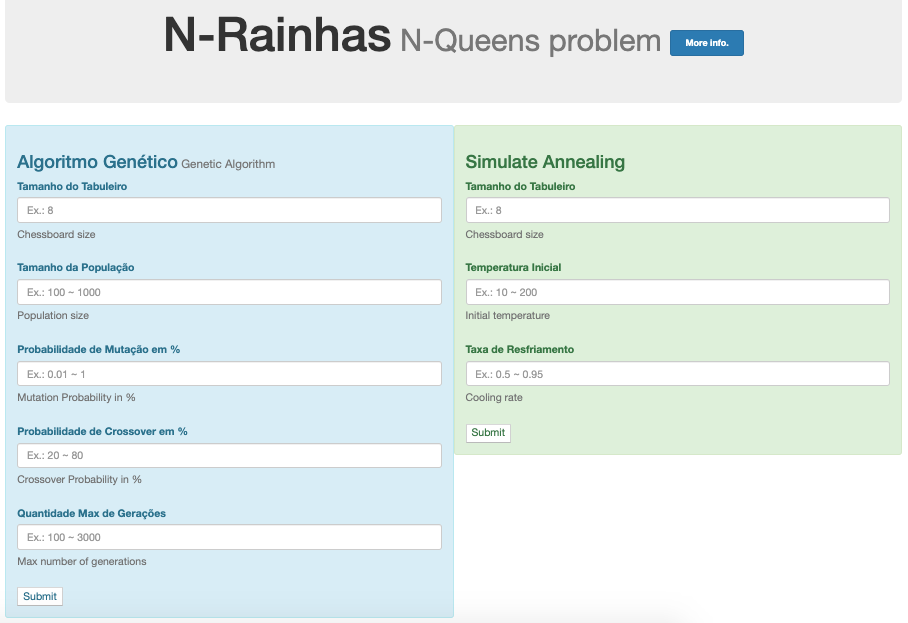 N-Rainhas N-Queens problem More info.
Algoritmo Genético Genetic Algorithm
Tamanho do Tabuleiro
Ex.: 8
Chessboard size
Tamanho da População
Ex.: 100 ~ 1000
Population size
Probabilidade de Mutação em %
Ex.: 0.01 ~ 1
Mutation Probability in %
Probabilidade de Crossover em %
Ex.: 20 ~ 80
Crossover Probability in %
Quantidade Max de Gerações
Ex.: 100 ~ 3000
Max number of generations
Submit
Simulate Annealing
Tamanho do Tabuleiro
Ex.: 8
Chessboard size
Temperatura Inicial
Ex.: 10 ~ 200
Initial temperature
Taxa de Resfriamento
Ex.: 0.5 ~ 0.95
Cooling rate
Submit